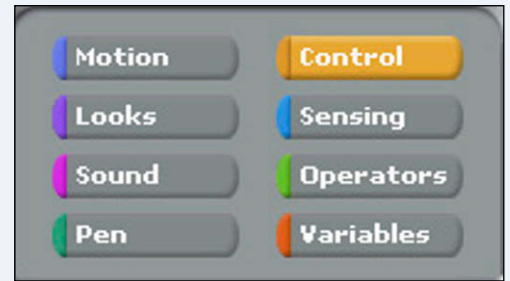 Motion Control
Looks Sensing
Sound Operators
Pen Variables